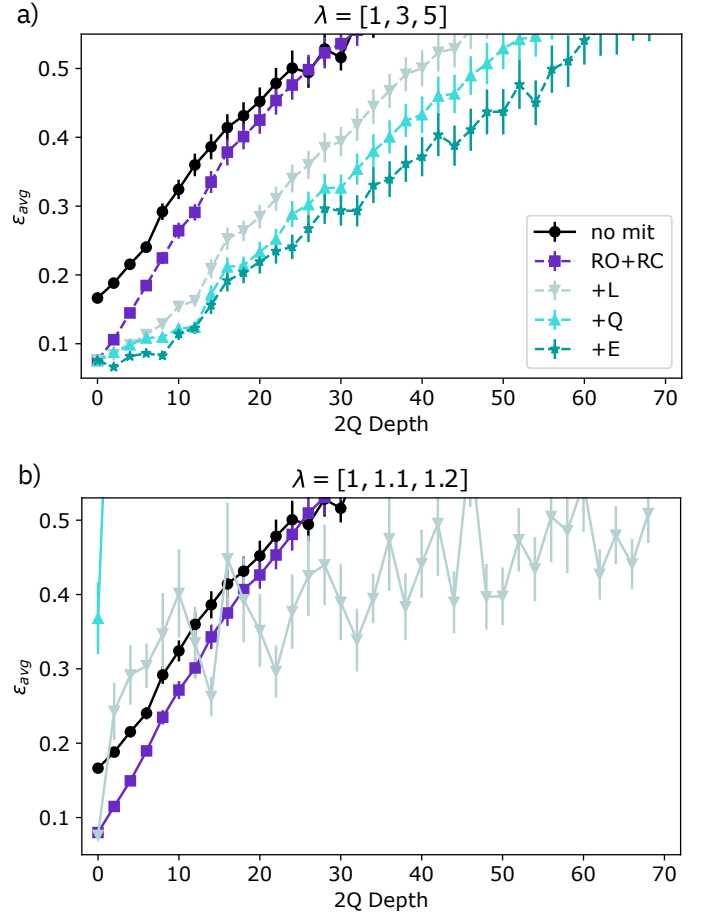 a)
λ = [1, 3, 5]
0.5
0.4
0.3
0.2
0.1
ε_avg
no mit
RO+RC
+L
+Q
+E
0 10 20 30 40 50 60 70
2Q Depth
b)
λ = [1, 1.1, 1.2]
0.5
0.4
0.3
0.2
0.1
ε_avg
0 10 20 30 40 50 60 70
2Q Depth